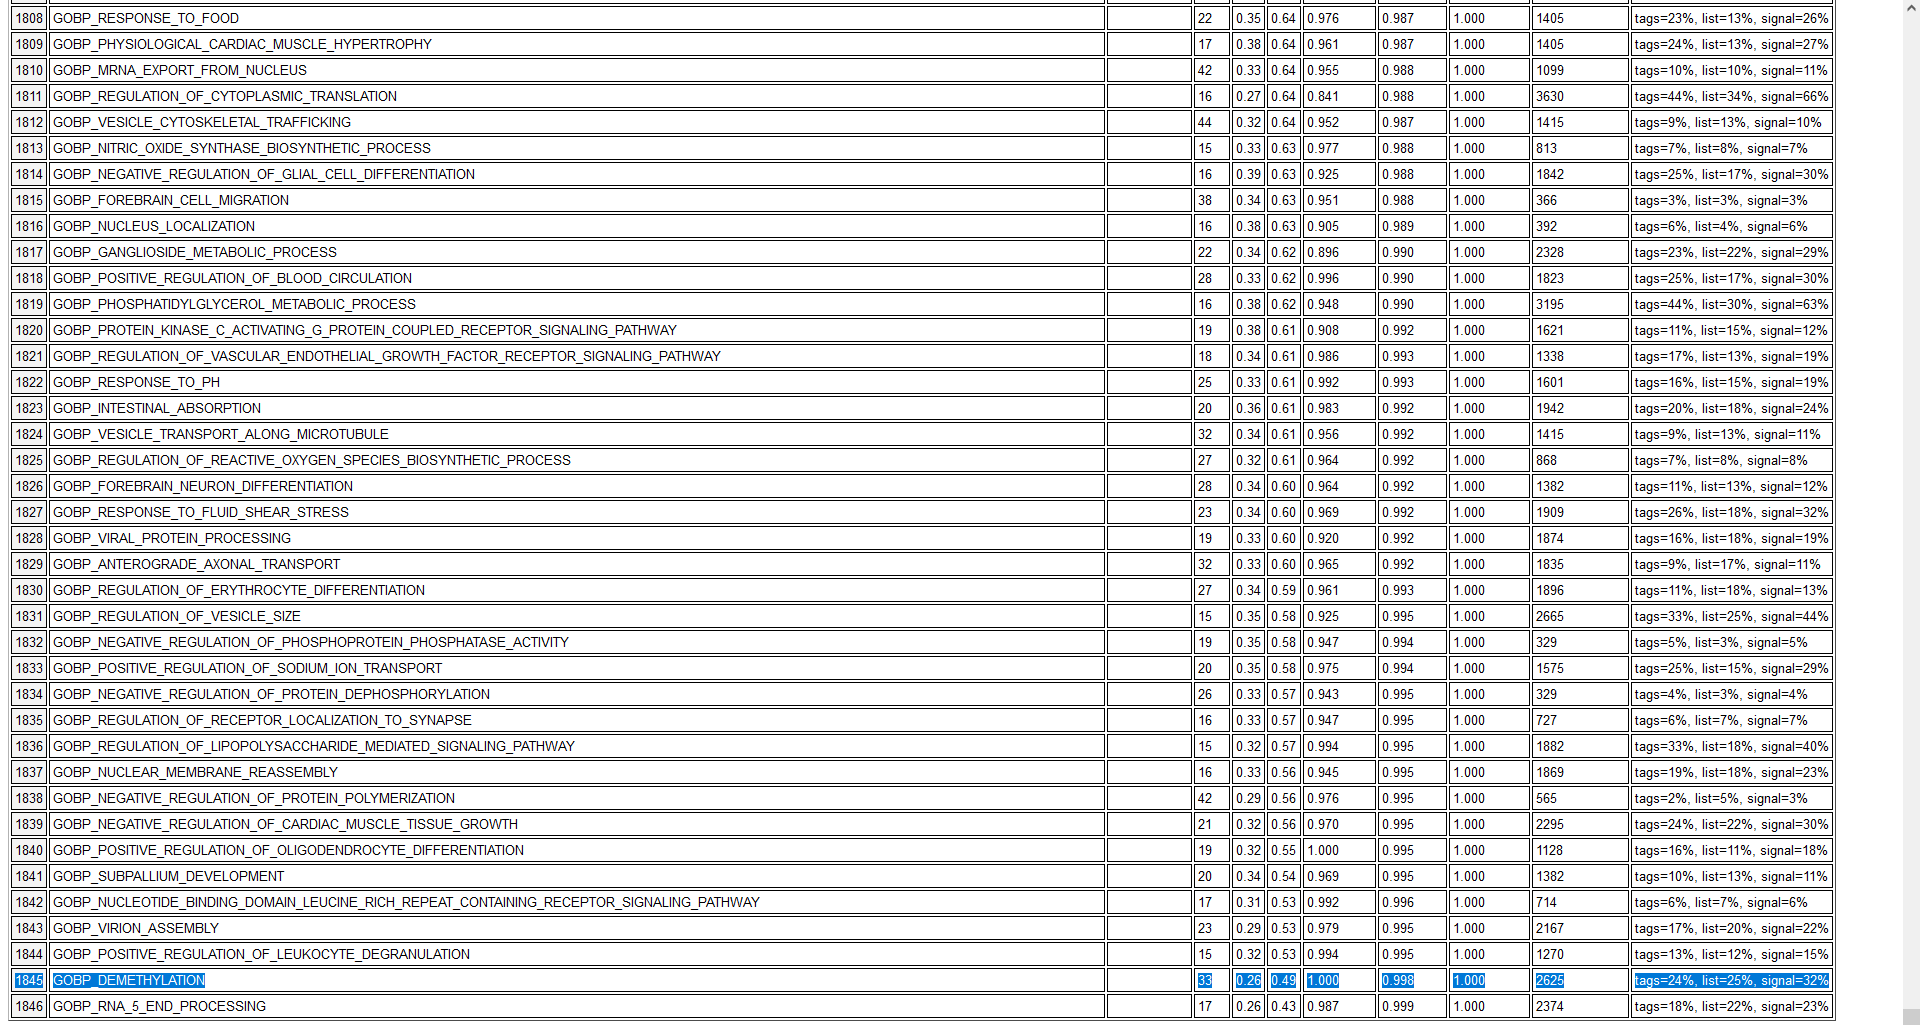 1808 GOBP_RESPONSE_TO_FOOD 22 0.35 0.64 0.976 0.987 1.000 1405 tags=23%, list=13%, signal=26%
1809 GOBP_PHYSIOLOGICAL_CARDIAC_MUSCLE_HYPERTROPHY 17 0.38 0.64 0.961 0.987 1.000 1405 tags=24%, list=13%, signal=27%
1810 GOBP_MRNA_EXPORT_FROM_NUCLEUS 42 0.33 0.64 0.955 0.988 1.000 1099 tags=10%, list=10%, signal=11%
1811 GOBP_REGULATION_OF_CYTOPLASMIC_TRANSLATION 16 0.27 0.64 0.841 0.988 1.000 3630 tags=44%, list=34%, signal=66%
1812 GOBP_VESICLE_CYTOSKELETAL_TRAFFICKING 44 0.32 0.64 0.952 0.987 1.000 1415 tags=9%, list=13%, signal=10%
1813 GOBP_NITRIC_OXIDE_SYNTHASE_BIOSYNTHETIC_PROCESS 15 0.33 0.63 0.977 0.988 1.000 813 tags=7%, list=8%, signal=7%
1814 GOBP_NEGATIVE_REGULATION_OF_GLIAL_CELL_DIFFERENTIATION 16 0.39 0.63 0.925 0.988 1.000 1842 tags=25%, list=17%, signal=30%
1815 GOBP_FOREBRAIN_CELL_MIGRATION 38 0.34 0.63 0.951 0.988 1.000 366 tags=3%, list=3%, signal=3%
1816 GOBP_NUCLEUS_LOCALIZATION 16 0.38 0.63 0.905 0.989 1.000 392 tags=6%, list=4%, signal=6%
1817 GOBP_GANGLIOSIDE_METABOLIC_PROCESS 22 0.34 0.62 0.896 0.990 1.000 2328 tags=23%, list=22%, signal=29%
1818 GOBP_POSITIVE_REGULATION_OF_BLOOD_CIRCULATION 28 0.33 0.62 0.996 0.990 1.000 1823 tags=25%, list=17%, signal=30%
1819 GOBP_PHOSPHATIDYLGLYCEROL_METABOLIC_PROCESS 16 0.38 0.62 0.948 0.990 1.000 3195 tags=44%, list=30%, signal=63%
1820 GOBP_PROTEIN_KINASE_C_ACTIVATING_G_PROTEIN_COUPLED_RECEPTOR_SIGNALING_PATHWAY 19 0.38 0.61 0.908 0.992 1.000 1621 tags=11%, list=15%, signal=12%
1821 GOBP_REGULATION_OF_VASCULAR_ENDOTHELIAL_GROWTH_FACTOR_RECEPTOR_SIGNALING_PATHWAY 18 0.34 0.61 0.986 0.993 1.000 1338 tags=17%, list=13%, signal=19%
1822 GOBP_RESPONSE_TO_PH 25 0.33 0.61 0.992 0.993 1.000 1601 tags=16%, list=15%, signal=19%
1823 GOBP_INTESTINAL_ABSORPTION 20 0.36 0.61 0.983 0.992 1.000 1942 tags=20%, list=18%, signal=24%
1824 GOBP_VESICLE_TRANSPORT_ALONG_MICROTUBULE 32 0.34 0.61 0.956 0.992 1.000 1415 tags=9%, list=13%, signal=11%
1825 GOBP_REGULATION_OF_REACTIVE_OXYGEN_SPECIES_BIOSYNTHETIC_PROCESS 27 0.32 0.61 0.964 0.992 1.000 868 tags=7%, list=8%, signal=8%
1826 GOBP_FOREBRAIN_NEURON_DIFFERENTIATION 28 0.34 0.60 0.964 0.992 1.000 1382 tags=11%, list=13%, signal=12%
1827 GOBP_RESPONSE_TO_FLUID_SHEAR_STRESS 23 0.34 0.60 0.969 0.992 1.000 1909 tags=26%, list=18%, signal=32%
1828 GOBP_VIRAL_PROTEIN_PROCESSING 19 0.33 0.60 0.920 0.992 1.000 1874 tags=16%, list=18%, signal=19%
1829 GOBP_ANTEROGRADE_AXONAL_TRANSPORT 32 0.33 0.60 0.965 0.992 1.000 1835 tags=9%, list=17%, signal=11%
1830 GOBP_REGULATION_OF_ERYTHROCYTE_DIFFERENTIATION 27 0.34 0.59 0.961 0.993 1.000 1896 tags=11%, list=18%, signal=13%
1831 GOBP_REGULATION_OF_VESICLE_SIZE 15 0.35 0.58 0.925 0.995 1.000 2665 tags=33%, list=25%, signal=44%
1832 GOBP_NEGATIVE_REGULATION_OF_PHOSPHOPROTEIN_PHOSPHATASE_ACTIVITY 19 0.35 0.58 0.947 0.994 1.000 329 tags=5%, list=3%, signal=5%
1833 GOBP_POSITIVE_REGULATION_OF_SODIUM_ION_TRANSPORT 20 0.35 0.58 0.975 0.994 1.000 1575 tags=25%, list=15%, signal=29%
1834 GOBP_NEGATIVE_REGULATION_OF_PROTEIN_DEPHOSPHORYLATION 26 0.33 0.57 0.943 0.995 1.000 329 tags=4%, list=3%, signal=4%
1835 GOBP_REGULATION_OF_RECEPTOR_LOCALIZATION_TO_SYNAPSE 16 0.33 0.57 0.947 0.995 1.000 727 tags=6%, list=7%, signal=7%
1836 GOBP_REGULATION_OF_LIPOPOLYSACCHARIDE_MEDIATED_SIGNALING_PATHWAY 15 0.32 0.57 0.994 0.995 1.000 1882 tags=33%, list=18%, signal=40%
1837 GOBP_NUCLEAR_MEMBRANE_REASSEMBLY 16 0.33 0.56 0.945 0.995 1.000 1869 tags=19%, list=18%, signal=23%
1838 GOBP_NEGATIVE_REGULATION_OF_PROTEIN_POLYMERIZATION 42 0.29 0.56 0.976 0.995 1.000 565 tags=2%, list=5%, signal=3%
1839 GOBP_NEGATIVE_REGULATION_OF_CARDIAC_MUSCLE_TISSUE_GROWTH 21 0.32 0.56 0.970 0.995 1.000 2295 tags=24%, list=22%, signal=30%
1840 GOBP_POSITIVE_REGULATION_OF_OLIGODENDROCYTE_DIFFERENTIATION 19 0.32 0.55 1.000 0.995 1.000 1128 tags=16%, list=11%, signal=18%
1841 GOBP_SUBPALLIUM_DEVELOPMENT 20 0.34 0.54 0.969 0.995 1.000 1382 tags=10%, list=13%, signal=11%
1842 GOBP_NUCLEOTIDE_BINDING_DOMAIN_LEUCINE_RICH_REPEAT_CONTAINING_RECEPTOR_SIGNALING_PATHWAY 17 0.31 0.53 0.992 0.996 1.000 714 tags=6%, list=7%, signal=6%
1843 GOBP_VIRION_ASSEMBLY 23 0.29 0.53 0.979 0.995 1.000 2167 tags=17%, list=20%, signal=22%
1844 GOBP_POSITIVE_REGULATION_OF_LEUKOCYTE_DEGRANULATION 15 0.32 0.53 0.994 0.995 1.000 1270 tags=13%, list=12%, signal=15%
1845 GOBP_DEMETHYLATION 33 0.26 0.49 1.000 0.998 1.000 2625 tags=24%, list=25%, signal=32%
1846 GOBP_RNA_5_END_PROCESSING 17 0.26 0.43 0.987 0.999 1.000 2374 tags=18%, list=22%, signal=23%